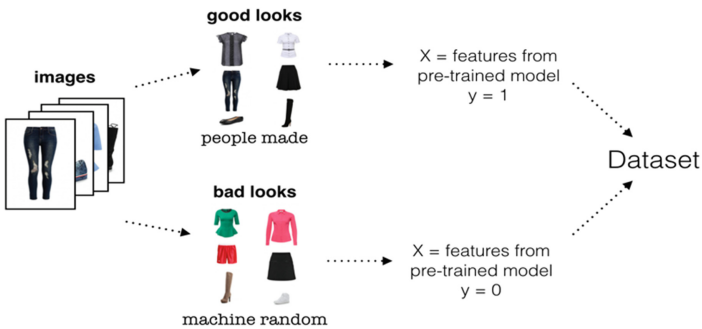 good looks
images
people made
X = features from
pre-trained model
y = 1
Dataset
bad looks
machine random
X = features from
pre-trained model
y = 0